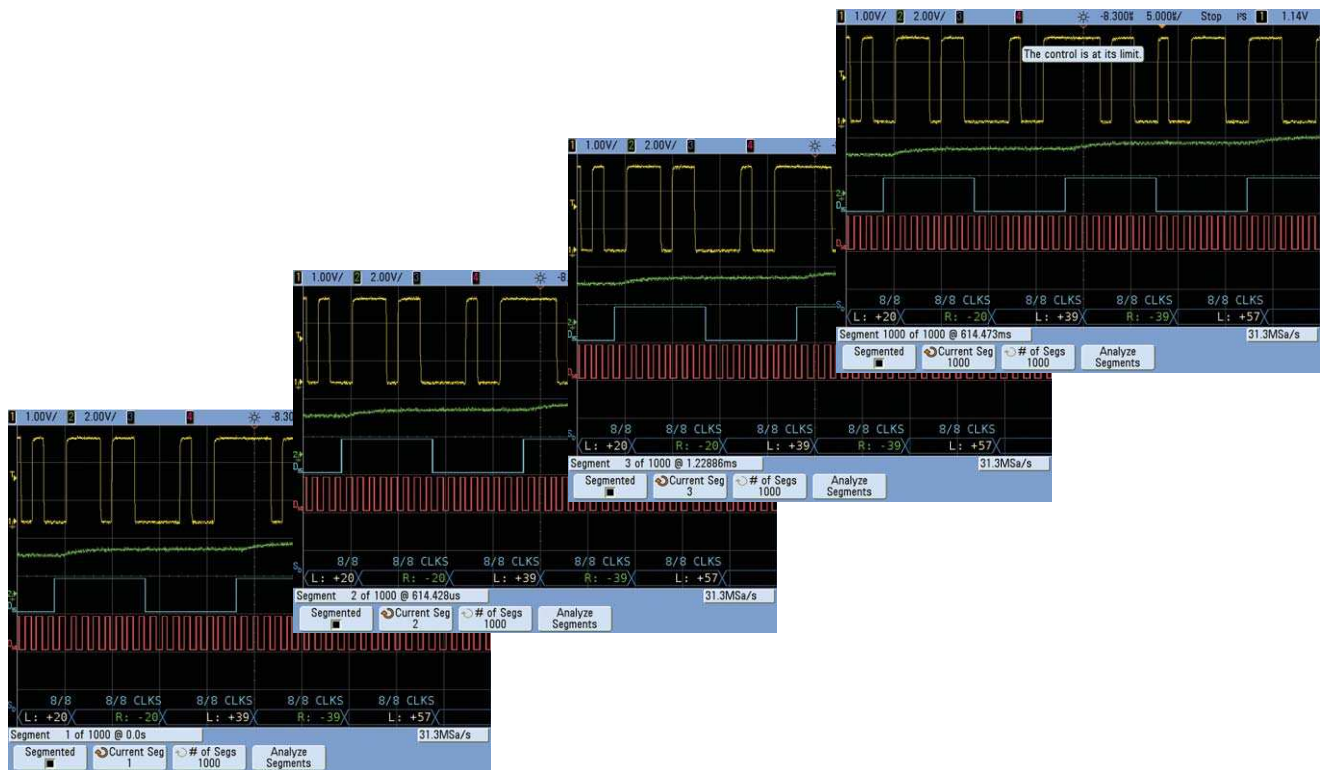 1 1.00V/ 2 2.00V/ 3 4 -8.300% 5.000%/ Stop I²S 1 1.14V
The control is at its limit.
8/8 8/8 CLKS 8/8 CLKS 8/8 CLKS 8/8 CLKS
L: +20 R: -20 L: +39 R: -39 L: +57
Segment 1000 of 1000 @ 614.473ms 31.3MSa/s
Segmented Current Seg # of Segs Analyze
1000 1000 Segments
1 1.00V/ 2 2.00V/ 3 4
8/8 8/8 CLKS 8/8 CLKS 8/8 CLKS 8/8 CLKS
L: +20 R: -20 L: +39 R: -39 L: +57
Segment 3 of 1000 @ 1.22886ms 31.3MSa/s
Segmented Current Seg # of Segs Analyze
3 1000 Segments
1 1.00V/ 2 2.00V/ 3 4
8/8 8/8 CLKS 8/8 CLKS 8/8 CLKS 8/8 CLKS
L: +20 R: -20 L: +39 R: -39 L: +57
Segment 2 of 1000 @ 614.428us 31.3MSa/s
Segmented Current Seg # of Segs Analyze
2 1000 Segments
1 1.00V/ 2 2.00V/ 3 4
8/8 8/8 CLKS 8/8 CLKS 8/8 CLKS 8/8 CLKS
L: +20 R: -20 L: +39 R: -39 L: +57
Segment 1 of 1000 @ 0.0s 31.3MSa/s
Segmented Current Seg # of Segs Analyze
1 1000 Segments